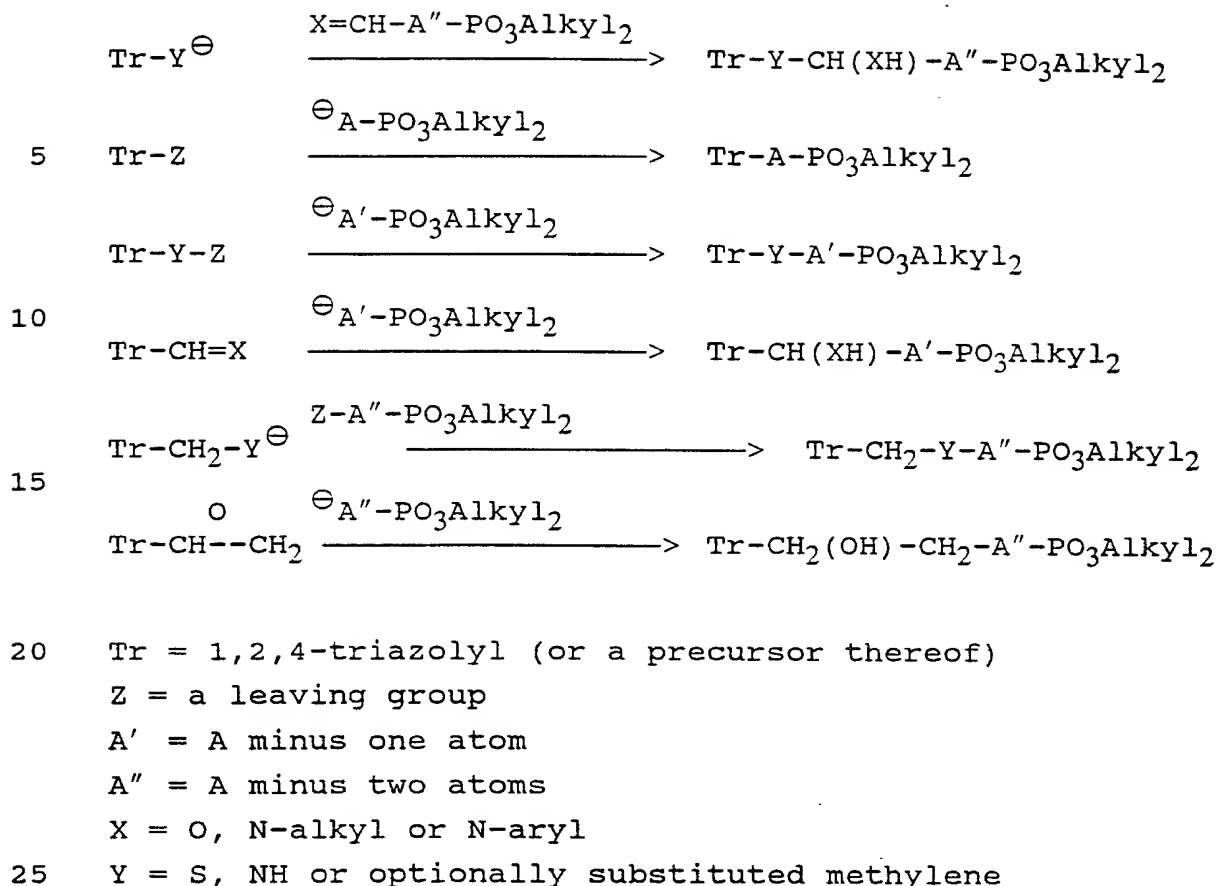 X=CH-A″-PO₃Alkyl₂
Tr-Y⊖ ————> Tr-Y-CH(XH)-A″-PO₃Alkyl₂
⊖A-PO₃Alkyl₂
5 Tr-Z ————> Tr-A-PO₃Alkyl₂
⊖A′-PO₃Alkyl₂
Tr-Y-Z ————> Tr-Y-A′-PO₃Alkyl₂
10 ⊖A′-PO₃Alkyl₂
Tr-CH=X ————> Tr-CH(XH)-A′-PO₃Alkyl₂
Z-A″-PO₃Alkyl₂
Tr-CH₂-Y⊖ ————> Tr-CH₂-Y-A″-PO₃Alkyl₂
15
O ⊖A″-PO₃Alkyl₂
Tr-CH--CH₂ ————> Tr-CH₂(OH)-CH₂-A″-PO₃Alkyl₂
20 Tr = 1,2,4-triazolyl (or a precursor thereof)
Z = a leaving group
A′ = A minus one atom
A″ = A minus two atoms
X = O, N-alkyl or N-aryl
25 Y = S, NH or optionally substituted methylene